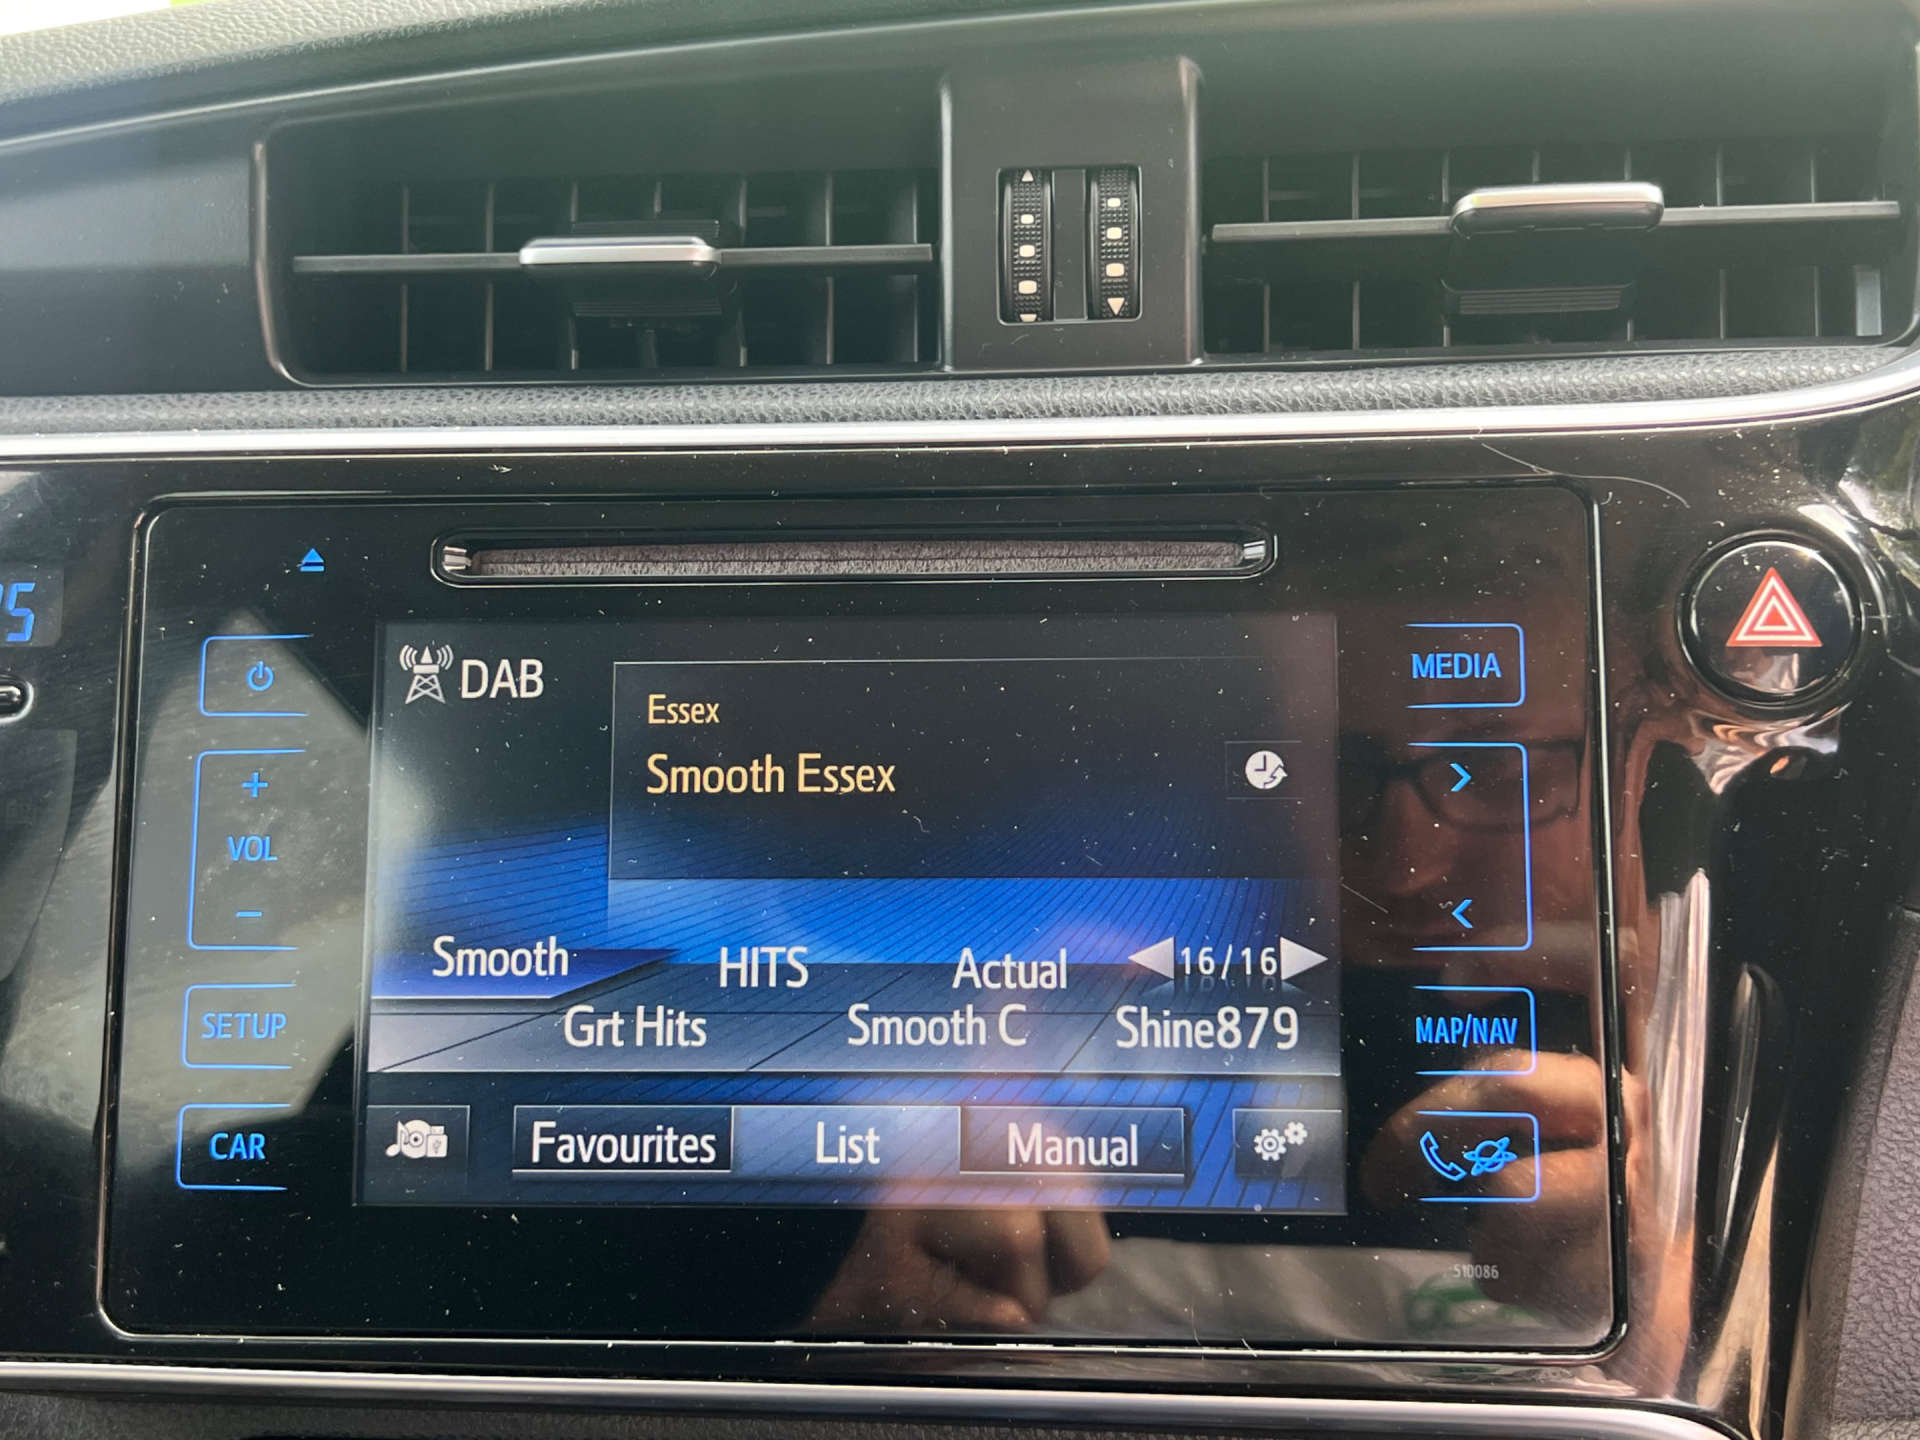 DAB
Essex
Smooth Essex
Smooth HITS Actual 16/16
Grt Hits Smooth C Shine879
Favourites List Manual
VOL
SETUP
CAR
MEDIA
MAP/NAV
510086